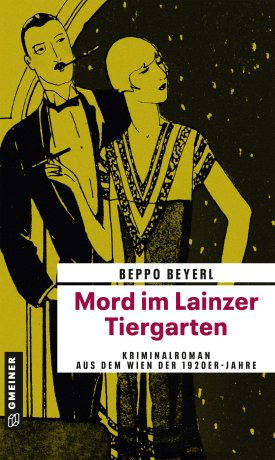 BEPPO BEYERL
Mord im Lainzer
Tiergarten
KRIMINALROMAN
AUS DEM WIEN DER 1920ER-JAHRE
GMEINER